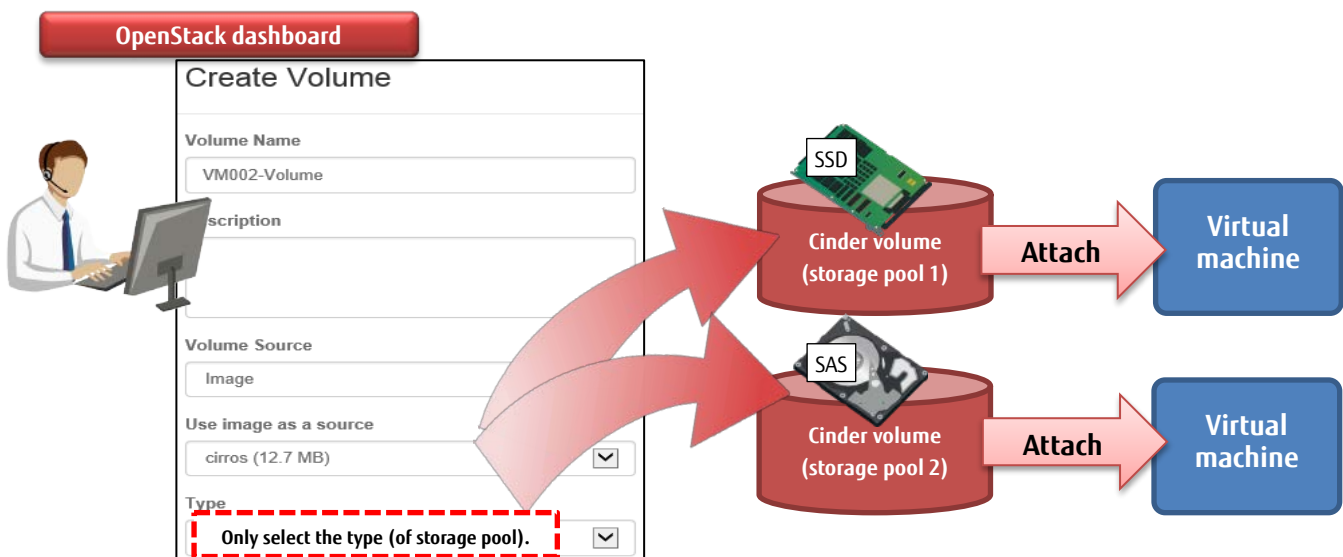 OpenStack dashboard
Create Volume
Volume Name
VM002-Volume
scription
Volume Source
Image
Use image as a source
cirros (12.7 MB)
Type
Only select the type (of storage pool).
SSD
Cinder volume
(storage pool 1)
Attach
Virtual
machine
SAS
Cinder volume
(storage pool 2)
Attach
Virtual
machine